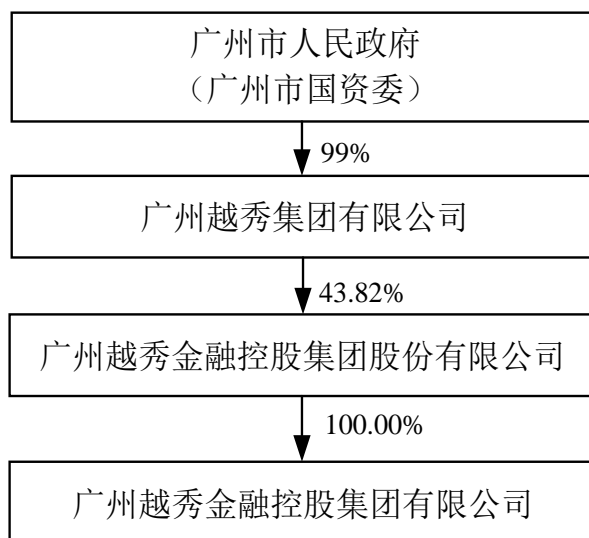 广州市人民政府
（广州市国资委）
99%
广州越秀集团有限公司
43.82%
广州越秀金融控股集团股份有限公司
100.00%
广州越秀金融控股集团有限公司